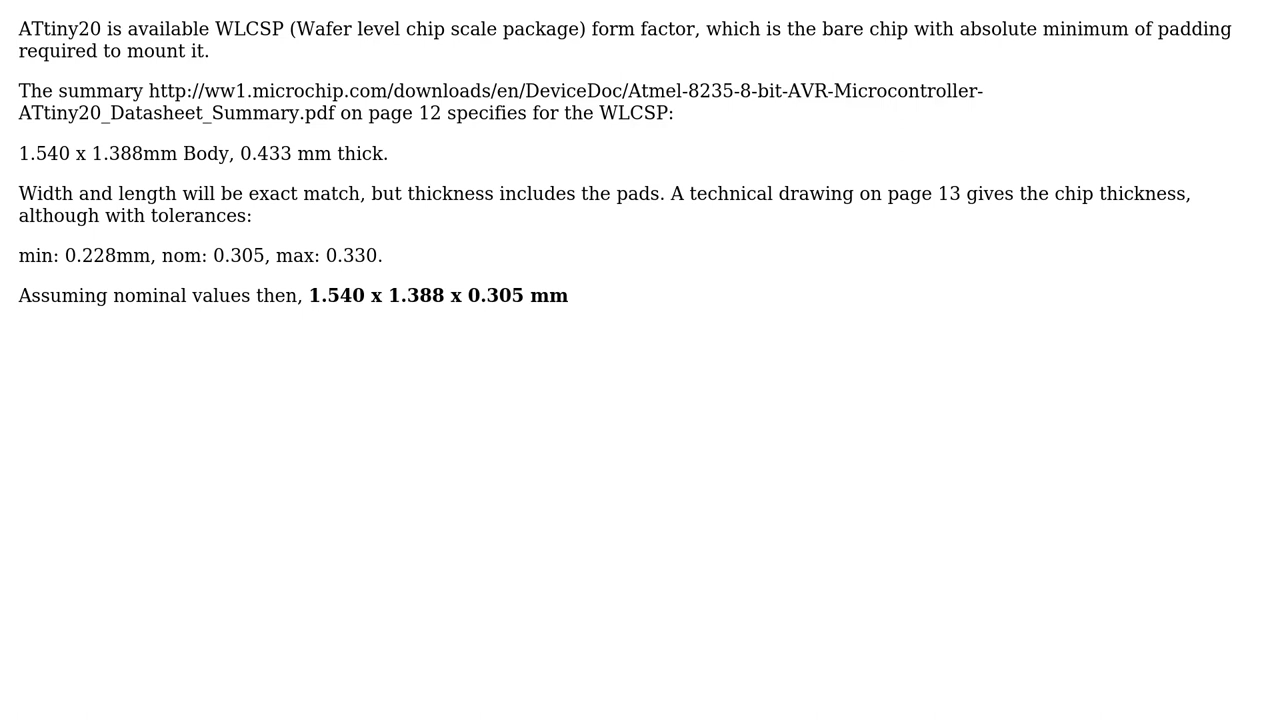 ATtiny20 is available WLCSP (Wafer level chip scale package) form factor, which is the bare chip with absolute minimum of padding
required to mount it.
The summary http://ww1.microchip.com/downloads/en/DeviceDoc/Atmel-8235-8-bit-AVR-Microcontroller-
ATtiny20_Datasheet_Summary.pdf on page 12 specifies for the WLCSP:
1.540 x 1.388mm Body, 0.433 mm thick.
Width and length will be exact match, but thickness includes the pads. A technical drawing on page 13 gives the chip thickness,
although with tolerances:
min: 0.228mm, nom: 0.305, max: 0.330.
Assuming nominal values then, 1.540 x 1.388 x 0.305 mm